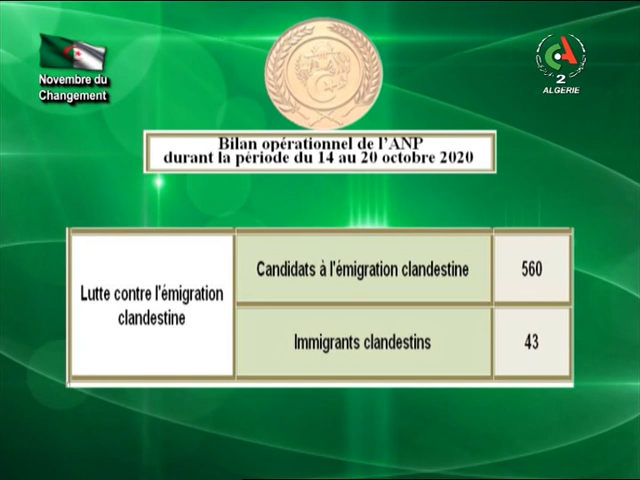 Novembre du
Changement
2
ALGERIE
Bilan opérationnel de l'ANP
durant la période du 14 au 20 octobre 2020
Lutte contre l'émigration
clandestine
Candidats à l'émigration clandestine
560
Immigrants clandestins
43